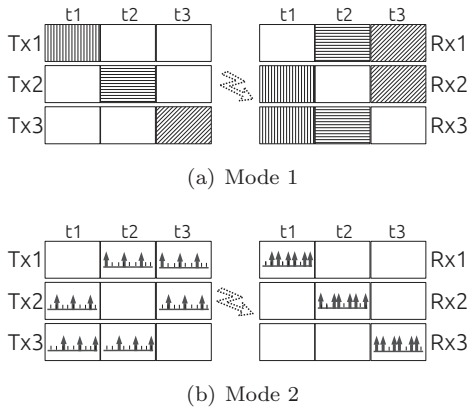 t1 t2 t3 t1 t2 t3
Tx1 Rx1
Tx2 Rx2
Tx3 Rx3
(a) Mode 1
t1 t2 t3 t1 t2 t3
Tx1 Rx1
Tx2 Rx2
Tx3 Rx3
(b) Mode 2